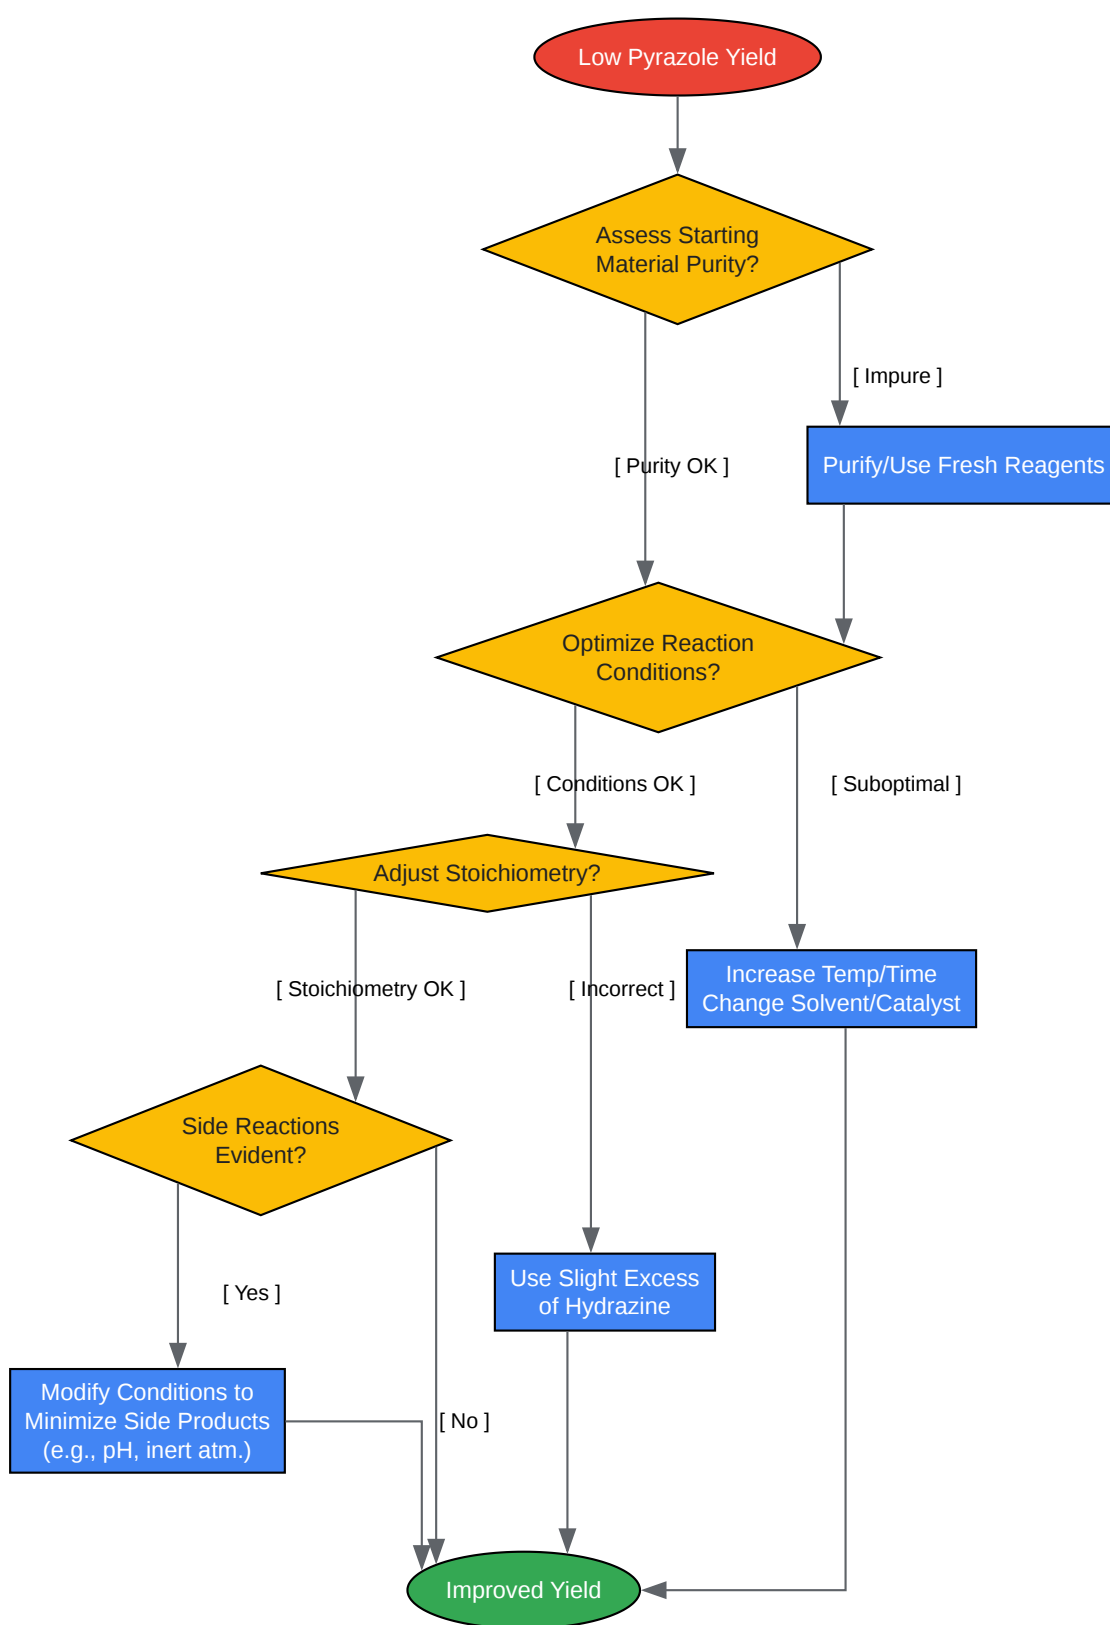 Low Pyrazole Yield
Assess Starting
Material Purity?
[ Impure ]
[ Purity OK ]
Purify/Use Fresh Reagents
Optimize Reaction
Conditions?
[ Conditions OK ]
[ Suboptimal ]
Adjust Stoichiometry?
[ Stoichiometry OK ]
[ Incorrect ]
Increase Temp/Time
Change Solvent/Catalyst
Side Reactions
Evident?
[ Yes ]
Use Slight Excess
of Hydrazine
Modify Conditions to
Minimize Side Products
(e.g., pH, inert atm.)
[ No ]
Improved Yield